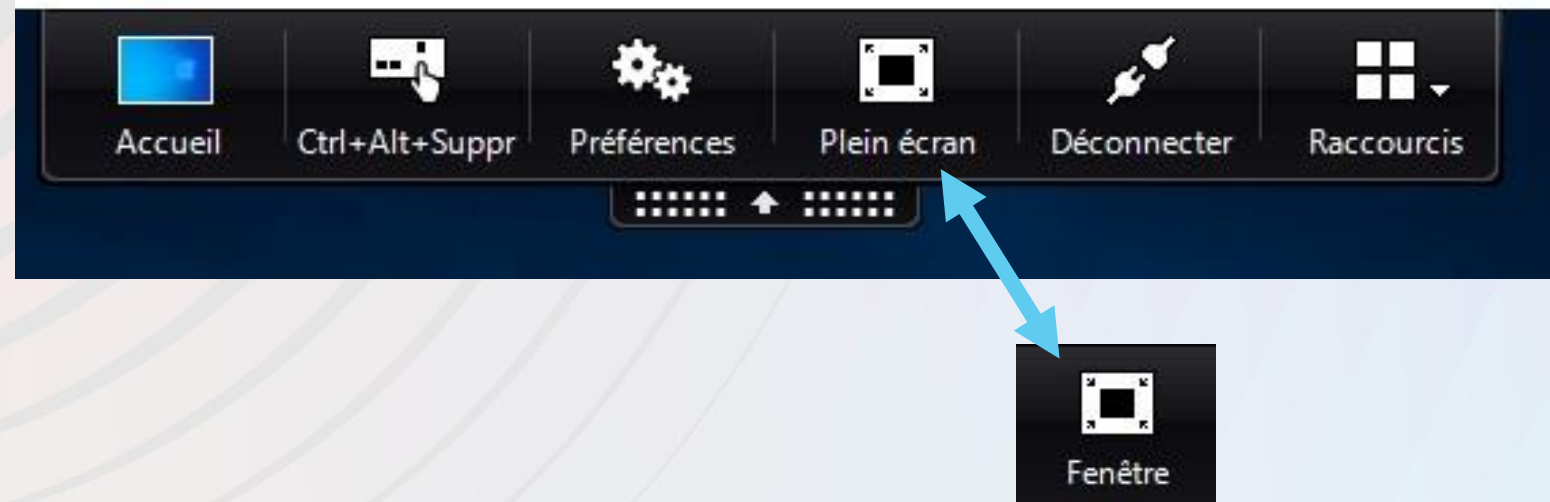 Accueil Ctrl+Alt+Suppr Préférences Plein écran Déconnecter Raccourcis
Fenêtre